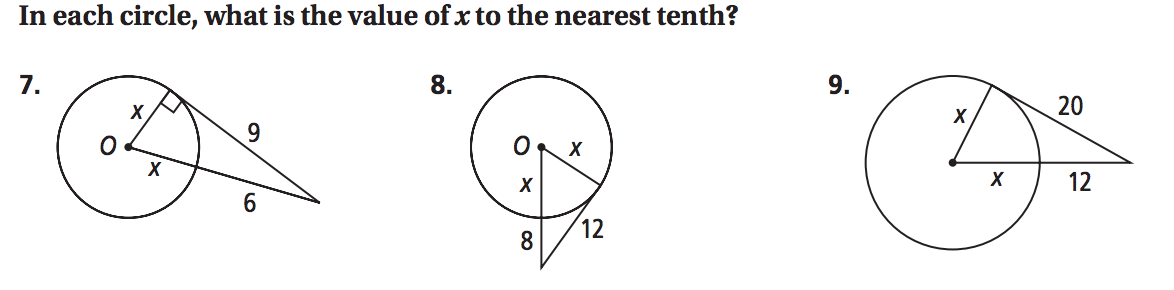 In each circle, what is the value of x to the nearest tenth?
7.
x
O
x
9
6
8.
O
x
x
8
12
9.
x
x
20
12